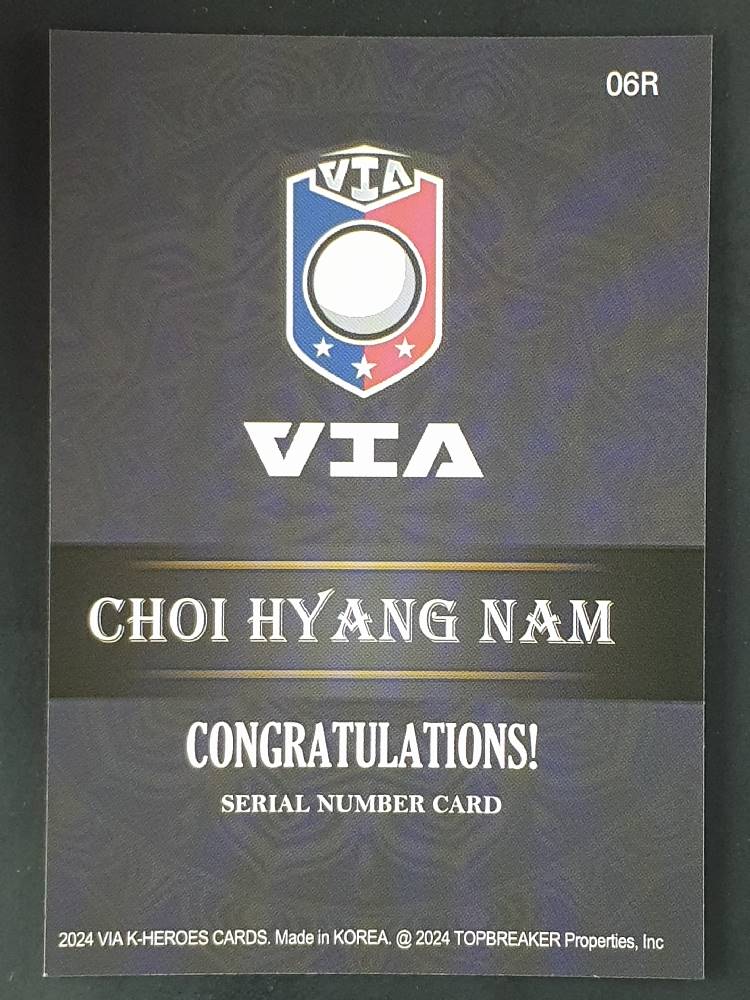 06R
VIA
VIA
CHOI HYANG NAM
CONGRATULATIONS!
SERIAL NUMBER CARD
2024 VIA K-HEROES CARDS. Made in KOREA. @ 2024 TOPBREAKER Properties, Inc